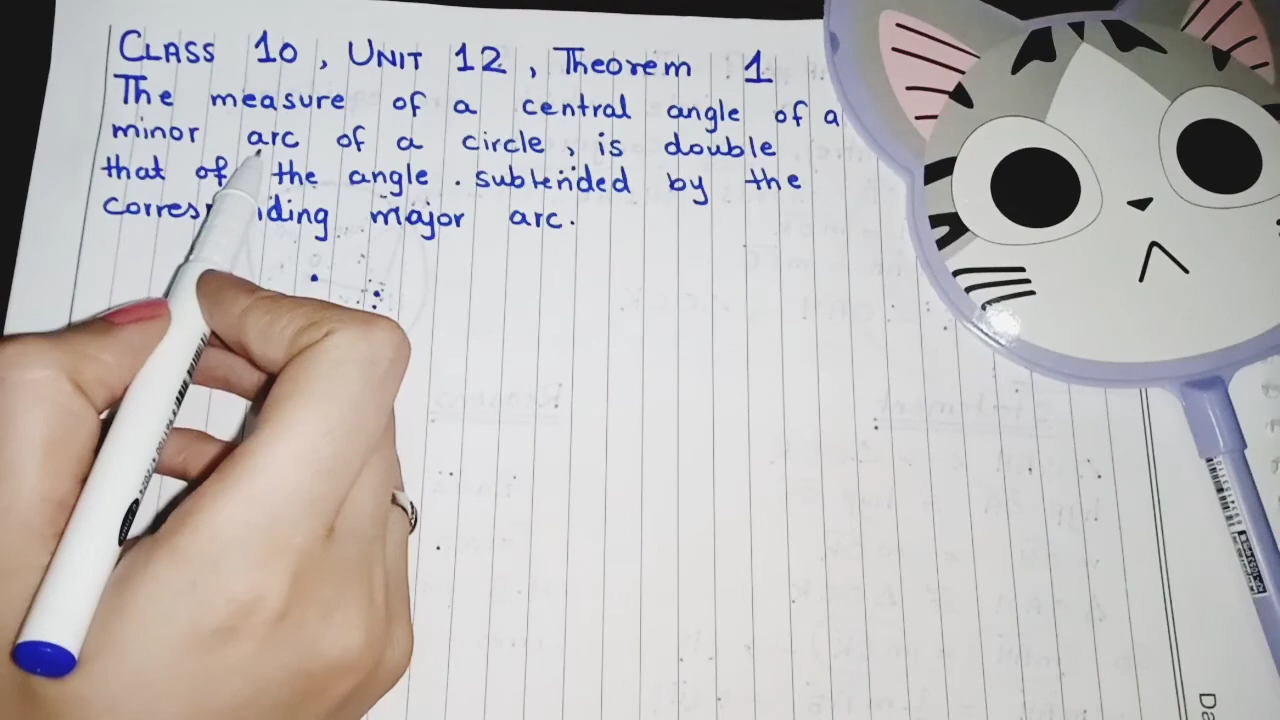 CLASS 10, UNIT 12, Theorem 1
The measure of a central angle of a
minor arc of a circle, is double
that of the angle subtended by the
major arc.